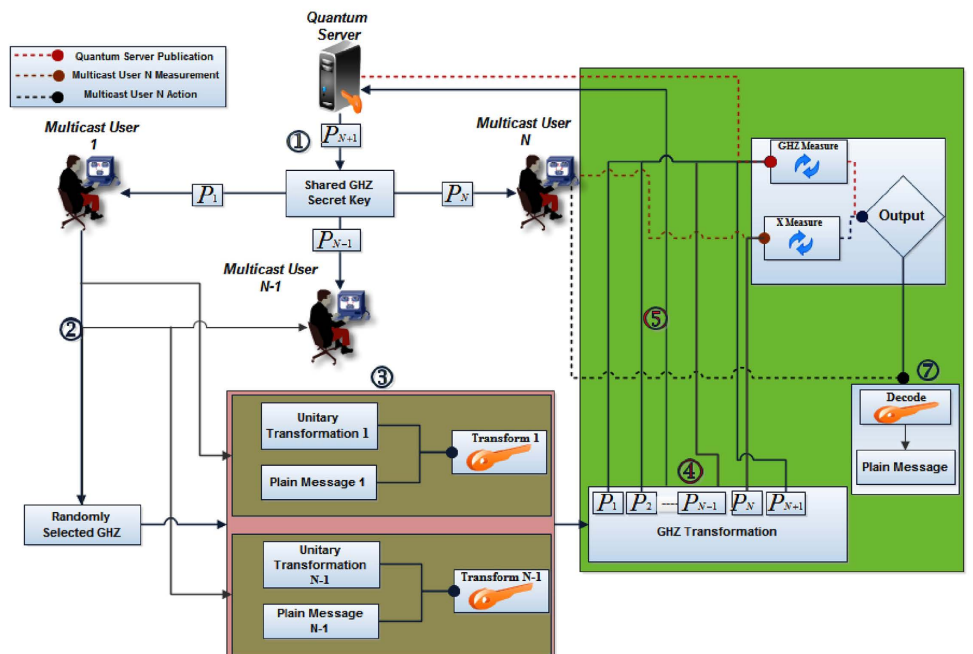 Quantum
Server
Quantum Server Publication
Multicast User N Measurement
Multicast User N Action
Multicast User
1
①
P_{N+1}
Multicast User
N
P_1
Shared GHZ
Secret Key
P_N
P_{N-1}
Multicast User
N-1
GHZ Measure
X Measure
Output
②
③
⑤
⑦
Unitary
Transformation 1
Transform 1
Plain Message 1
Decode
Plain Message
④
P_1 P_2 ---- P_{N-1} P_N P_{N+1}
GHZ Transformation
Randomly
Selected GHZ
Unitary
Transformation
N-1
Transform N-1
Plain Message
N-1